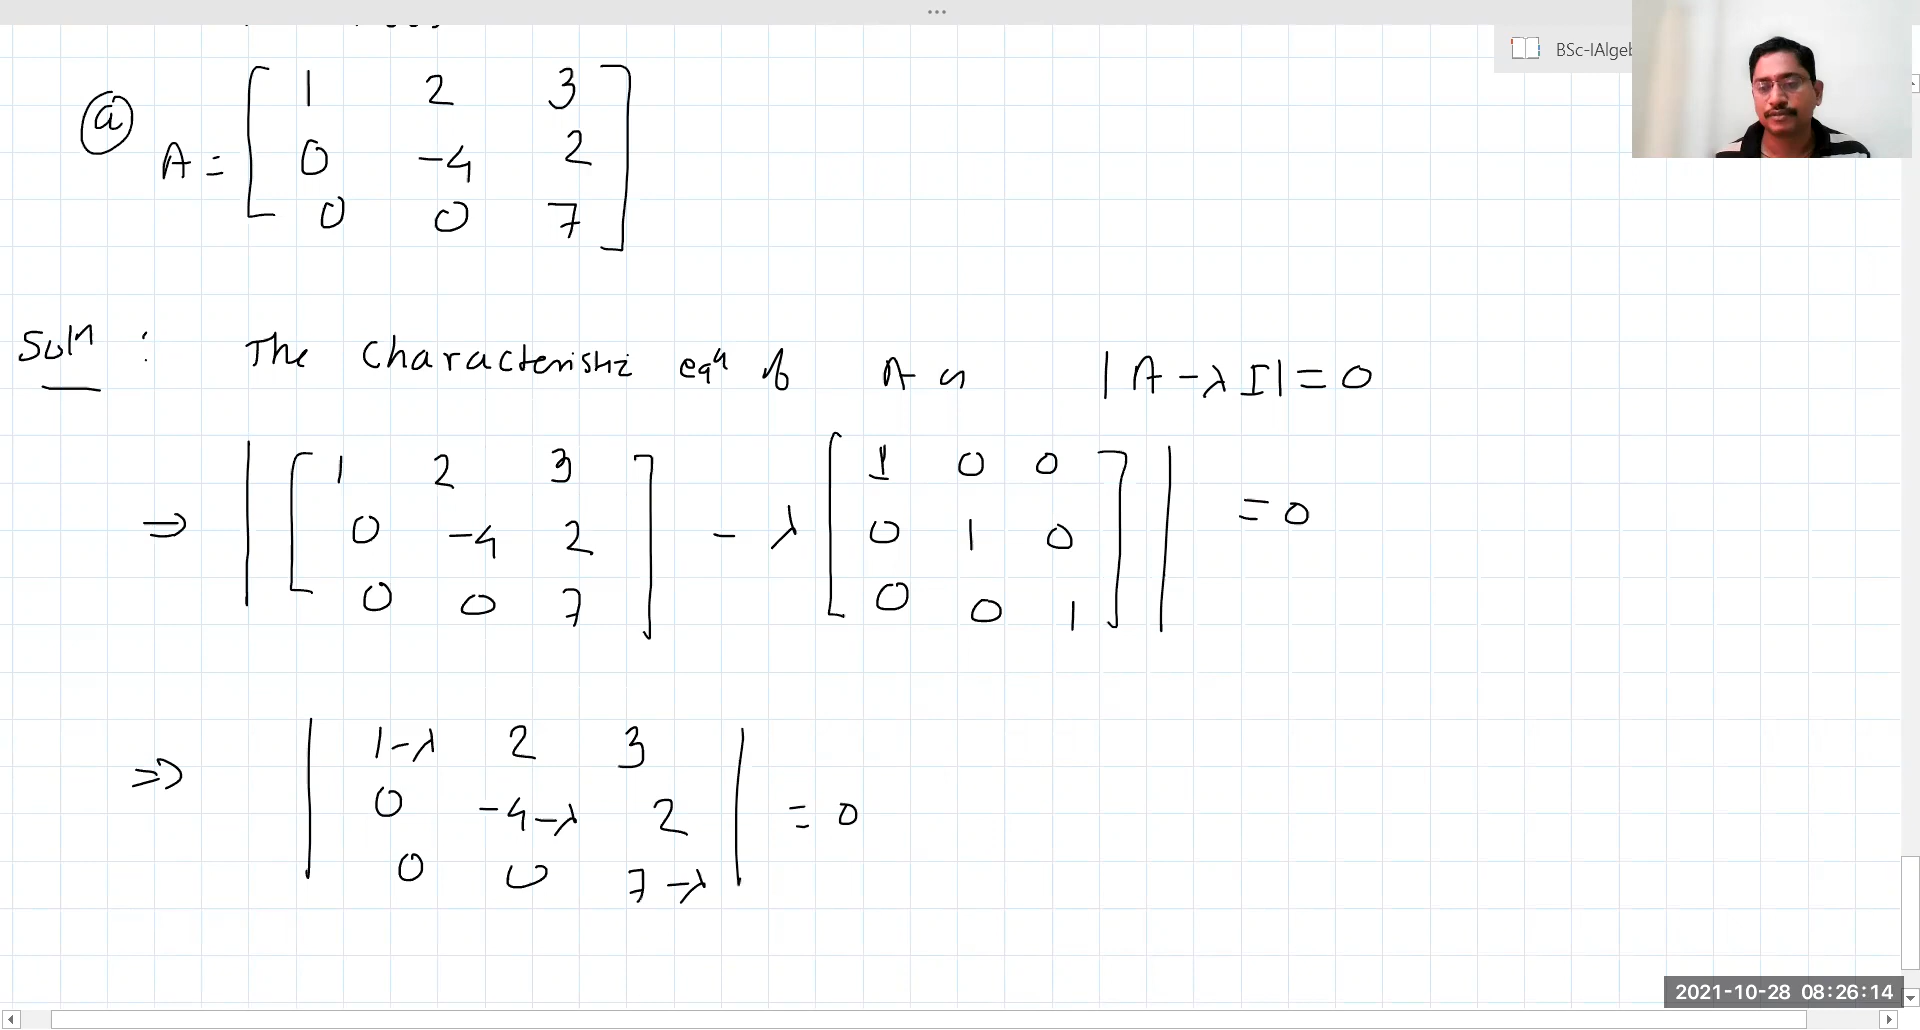 BSc-IAlgeb
ⓐ A = [ 1 2 3
0 -4 2
0 0 7 ]
Solⁿ : The characteristic eqⁿ of A is |A - λI| = 0
⇒ | [ 1 2 3
0 -4 2
0 0 7 ] - λ [ 1 0 0
0 1 0
0 0 1 ] | = 0
⇒ | 1-λ 2 3
0 -4-λ 2
0 0 7-λ | = 0
2021-10-28 08:26:14